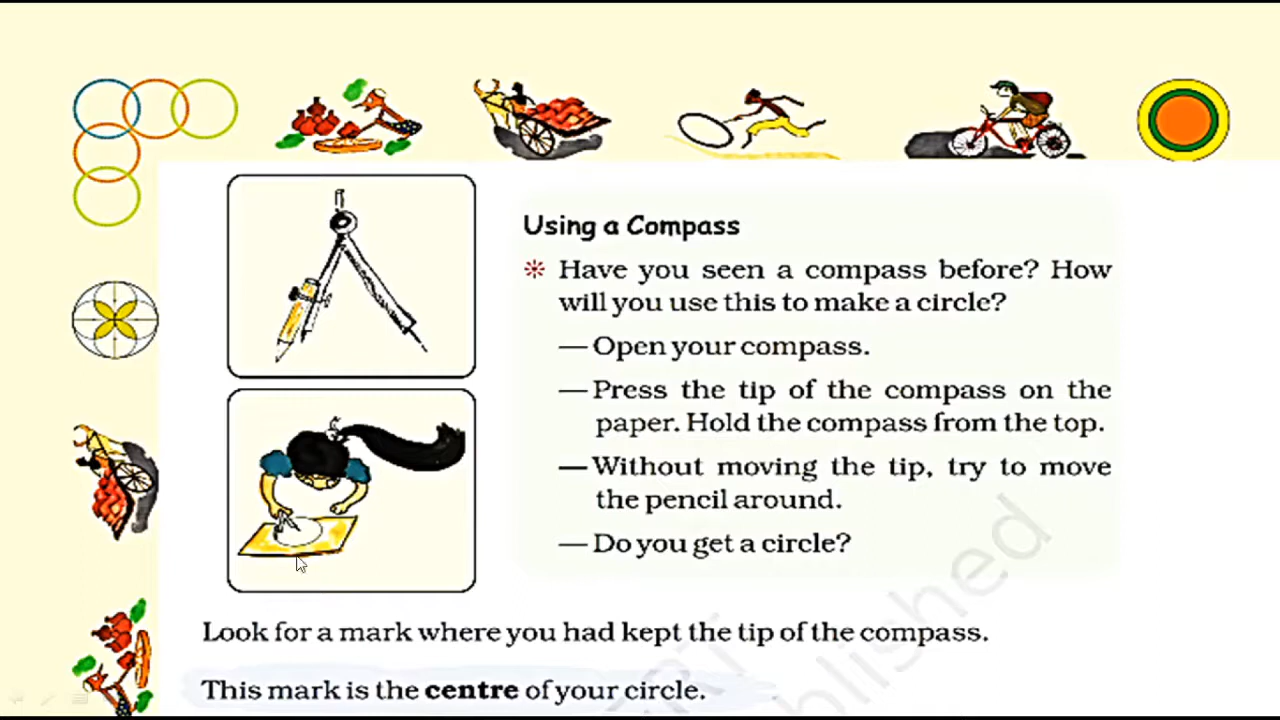 Using a Compass
Have you seen a compass before? How
will you use this to make a circle?
— Open your compass.
— Press the tip of the compass on the
paper. Hold the compass from the top.
— Without moving the tip, try to move
the pencil around.
— Do you get a circle?
Look for a mark where you had kept the tip of the compass.
This mark is the centre of your circle.